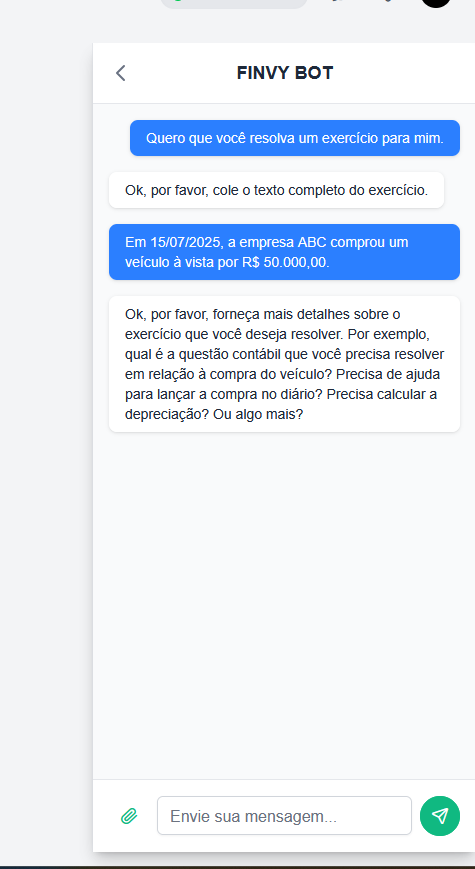 FINVY BOT
Quero que você resolva um exercício para mim.
Ok, por favor, cole o texto completo do exercício.
Em 15/07/2025, a empresa ABC comprou um
veículo à vista por R$ 50.000,00.
Ok, por favor, forneça mais detalhes sobre o
exercício que você deseja resolver. Por exemplo,
qual é a questão contábil que você precisa resolver
em relação à compra do veículo? Precisa de ajuda
para lançar a compra no diário? Precisa calcular a
depreciação? Ou algo mais?
Envie sua mensagem...